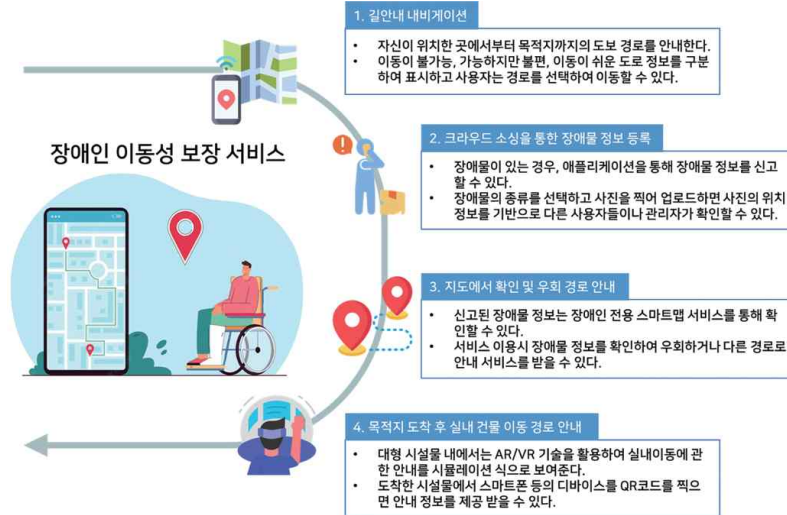 1. 길안내 내비게이션
• 자신이 위치한 곳에서부터 목적지까지의 도보 경로를 안내한다.
• 이동이 불가능, 가능하지만 불편, 이동이 쉬운 도로 정보를 구분
하여 표시하고 사용자는 경로를 선택하여 이동할 수 있다.
장애인 이동성 보장 서비스
2. 크라우드 소싱을 통한 장애물 정보 등록
• 장애물이 있는 경우, 애플리케이션을 통해 장애물 정보를 신고
할 수 있다.
• 장애물의 종류를 선택하고 사진을 찍어 업로드하면 사진의 위치
정보를 기반으로 다른 사용자들이나 관리자가 확인할 수 있다.
3. 지도에서 확인 및 우회 경로 안내
• 신고된 장애물 정보는 장애인 전용 스마트맵 서비스를 통해 확
인할 수 있다.
• 서비스 이용시 장애물 정보를 확인하여 우회하거나 다른 경로로
안내 서비스를 받을 수 있다.
4. 목적지 도착 후 실내 건물 이동 경로 안내
• 대형 시설물 내에서는 AR/VR 기술을 활용하여 실내이동에 관
한 안내를 시뮬레이션 식으로 보여준다.
• 도착한 시설물에서 스마트폰 등의 디바이스를 QR코드를 찍으
면 안내 정보를 제공 받을 수 있다.